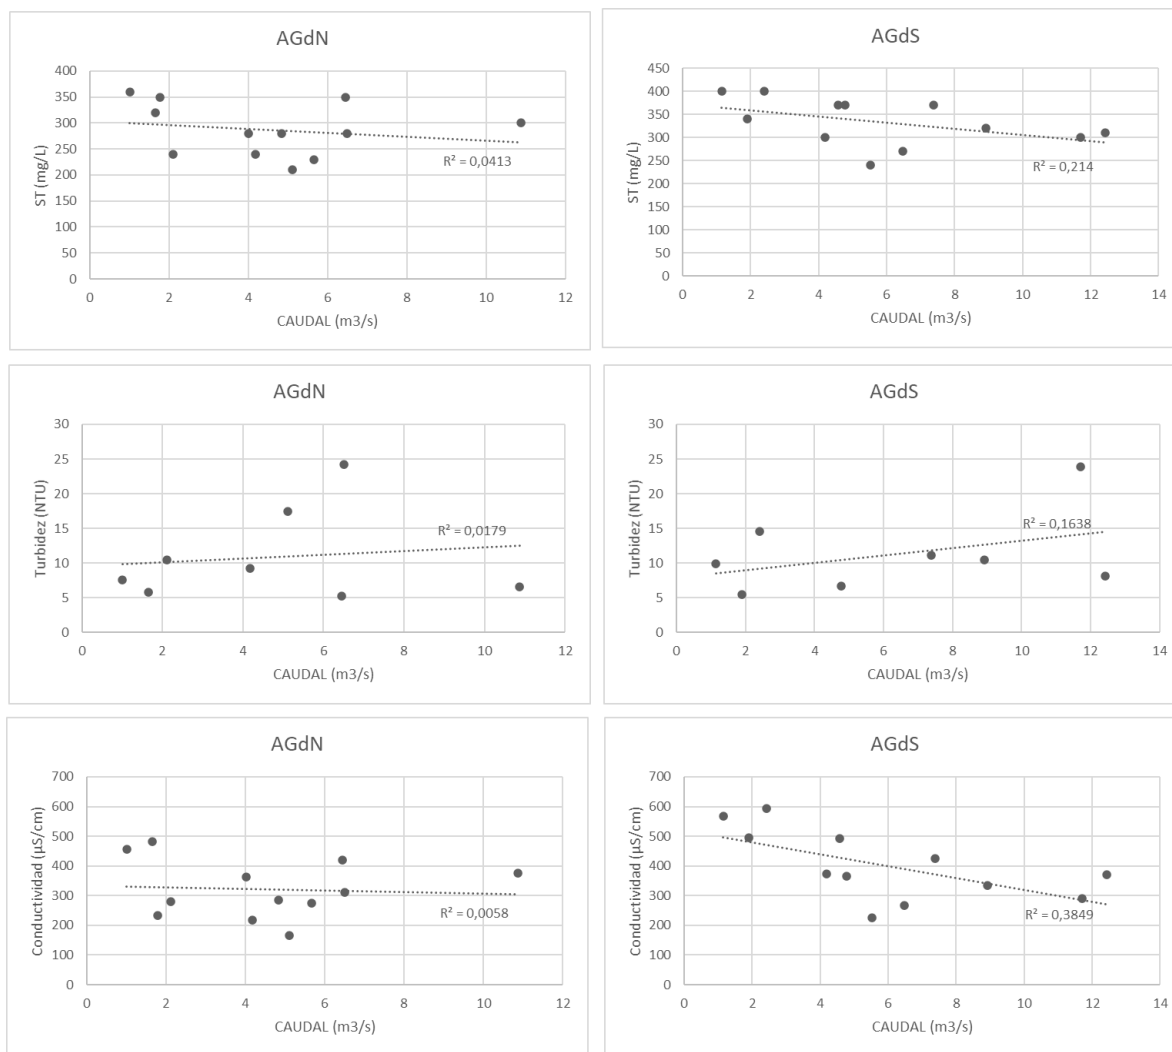 AGdN
ST (mg/L)
400
350
300
250
200
150
100
50
0
R² = 0,0413
0 2 4 6 8 10 12
CAUDAL (m3/s)
AGdS
ST (mg/L)
450
400
350
300
250
200
150
100
50
0
R² = 0,214
0 2 4 6 8 10 12 14
CAUDAL (m3/s)
AGdN
Turbidez (NTU)
30
25
20
15
10
5
0
R² = 0,0179
0 2 4 6 8 10 12
CAUDAL (m3/s)
AGdS
Turbidez (NTU)
30
25
20
15
10
5
0
R² = 0,1638
0 2 4 6 8 10 12 14
CAUDAL (m3/s)
AGdN
Conductividad (µS/cm)
700
600
500
400
300
200
100
0
R² = 0,0058
0 2 4 6 8 10 12
CAUDAL (m3/s)
AGdS
Conductividad (µS/cm)
700
600
500
400
300
200
100
0
R² = 0,3849
0 2 4 6 8 10 12 14
CAUDAL (m3/s)